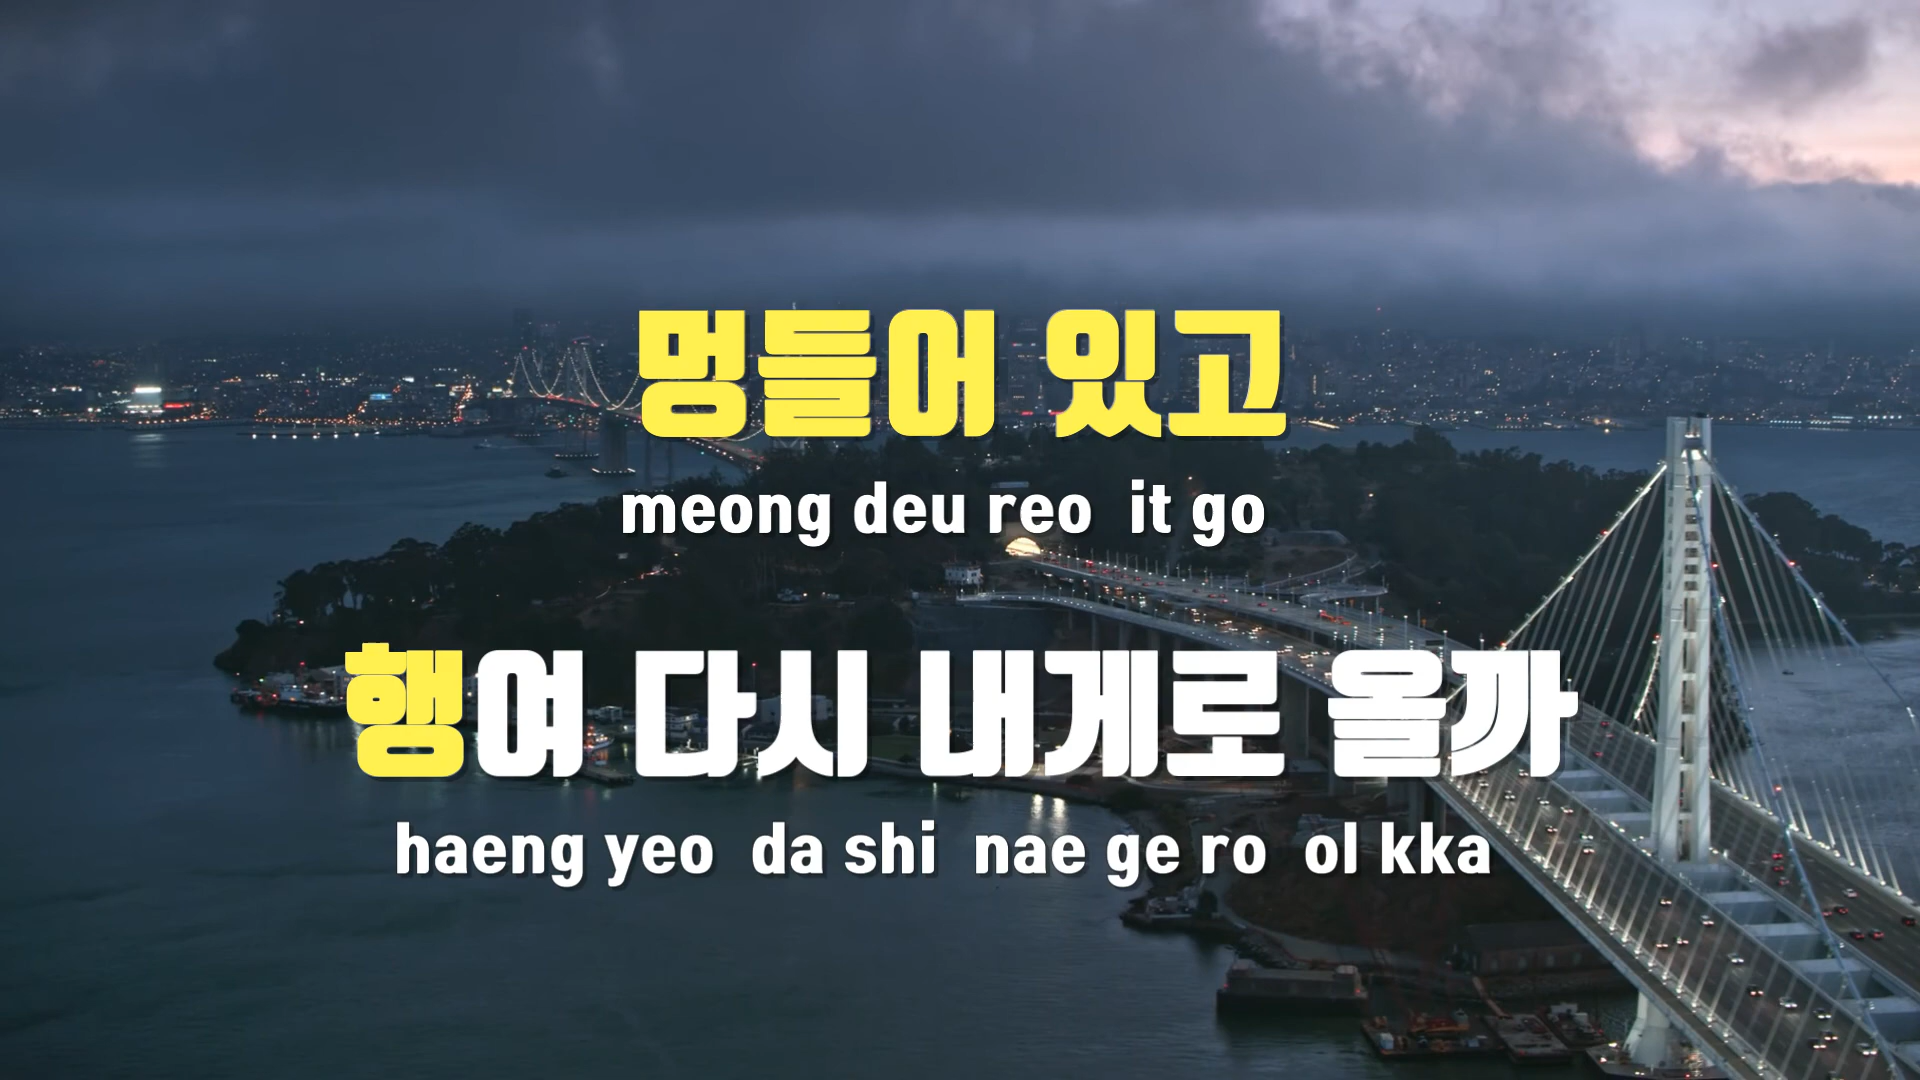 멍들어 있고
meong deu reo it go
행여 다시 내게로 올까
haeng yeo da shi nae ge ro ol kka